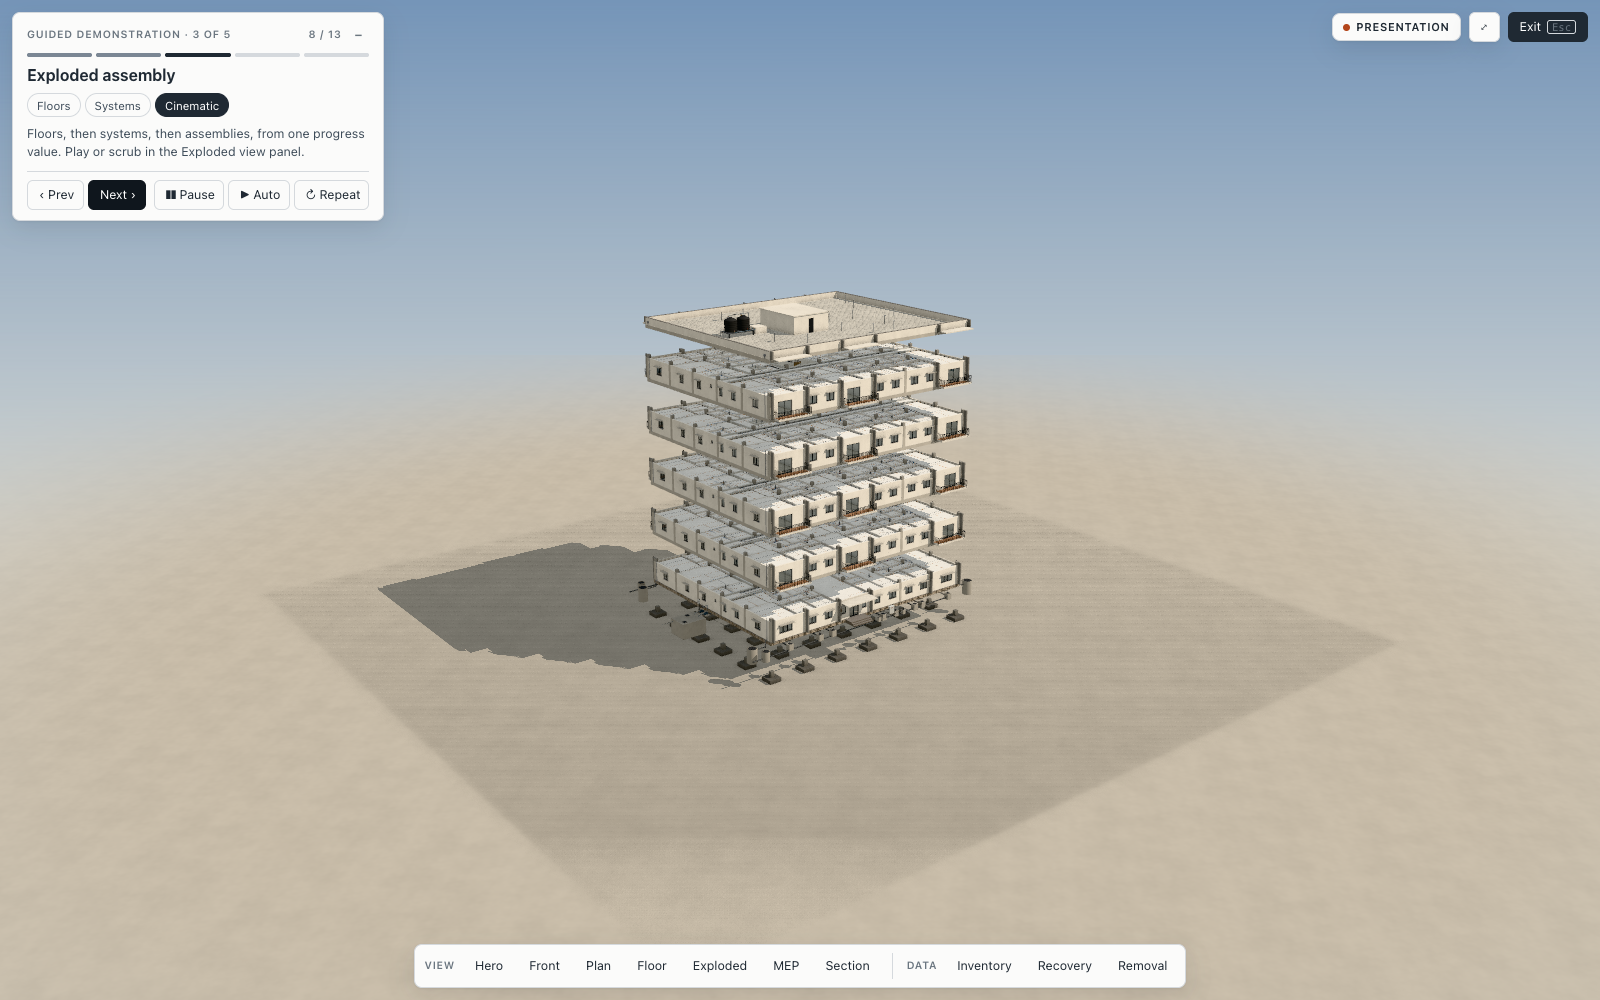 GUIDED DEMONSTRATION · 3 OF 5
8 / 13 –
Exploded assembly
Floors Systems Cinematic
Floors, then systems, then assemblies, from one progress
value. Play or scrub in the Exploded view panel.
‹ Prev Next › Pause Auto Repeat
PRESENTATION
Exit Esc
VIEW Hero Front Plan Floor Exploded MEP Section DATA Inventory Recovery Removal